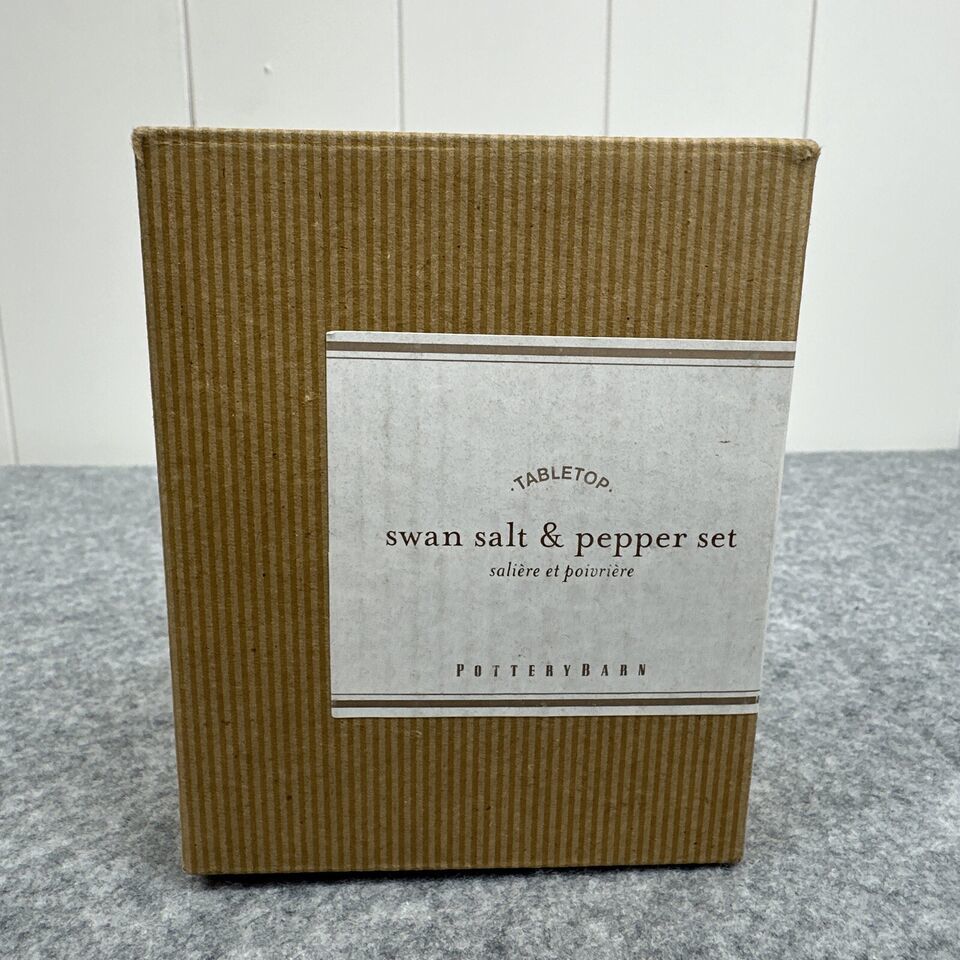 ·TABLETOP·
swan salt & pepper set
salière et poivrière
POTTERYBARN